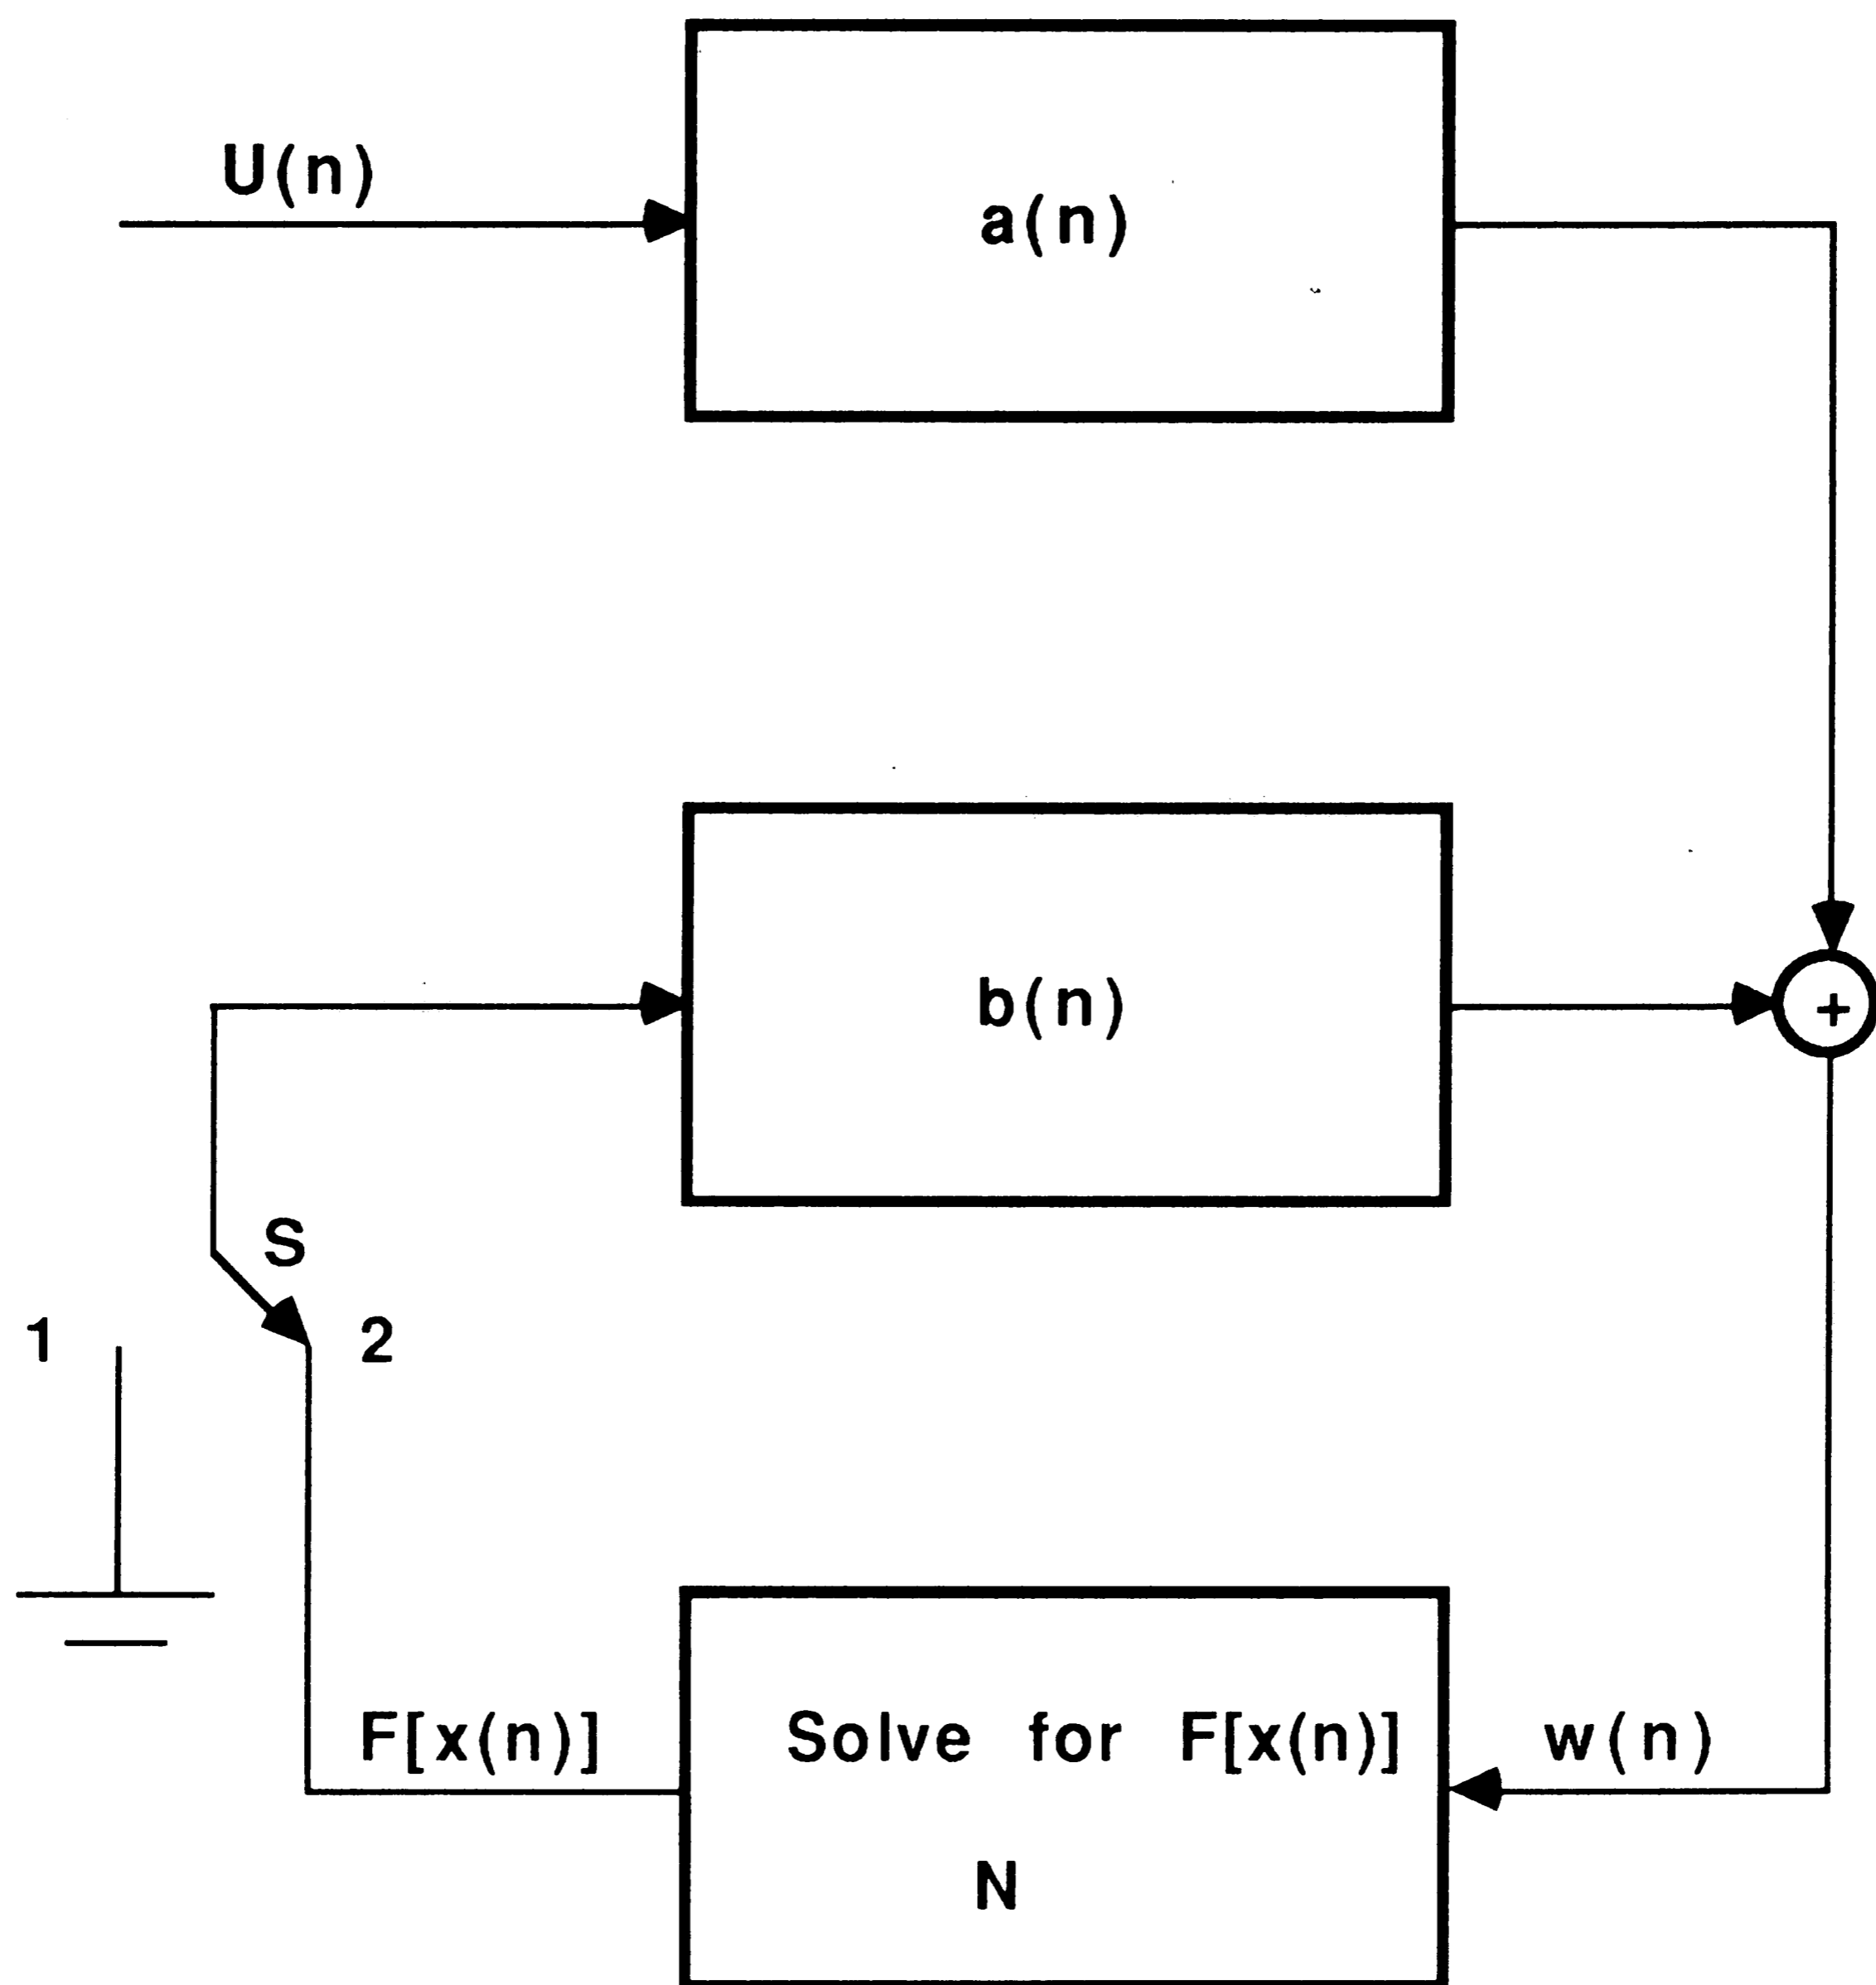 U(n)
a(n)
b(n)
+
S
1
2
F[x(n)]
Solve for F[x(n)]
w(n)
N